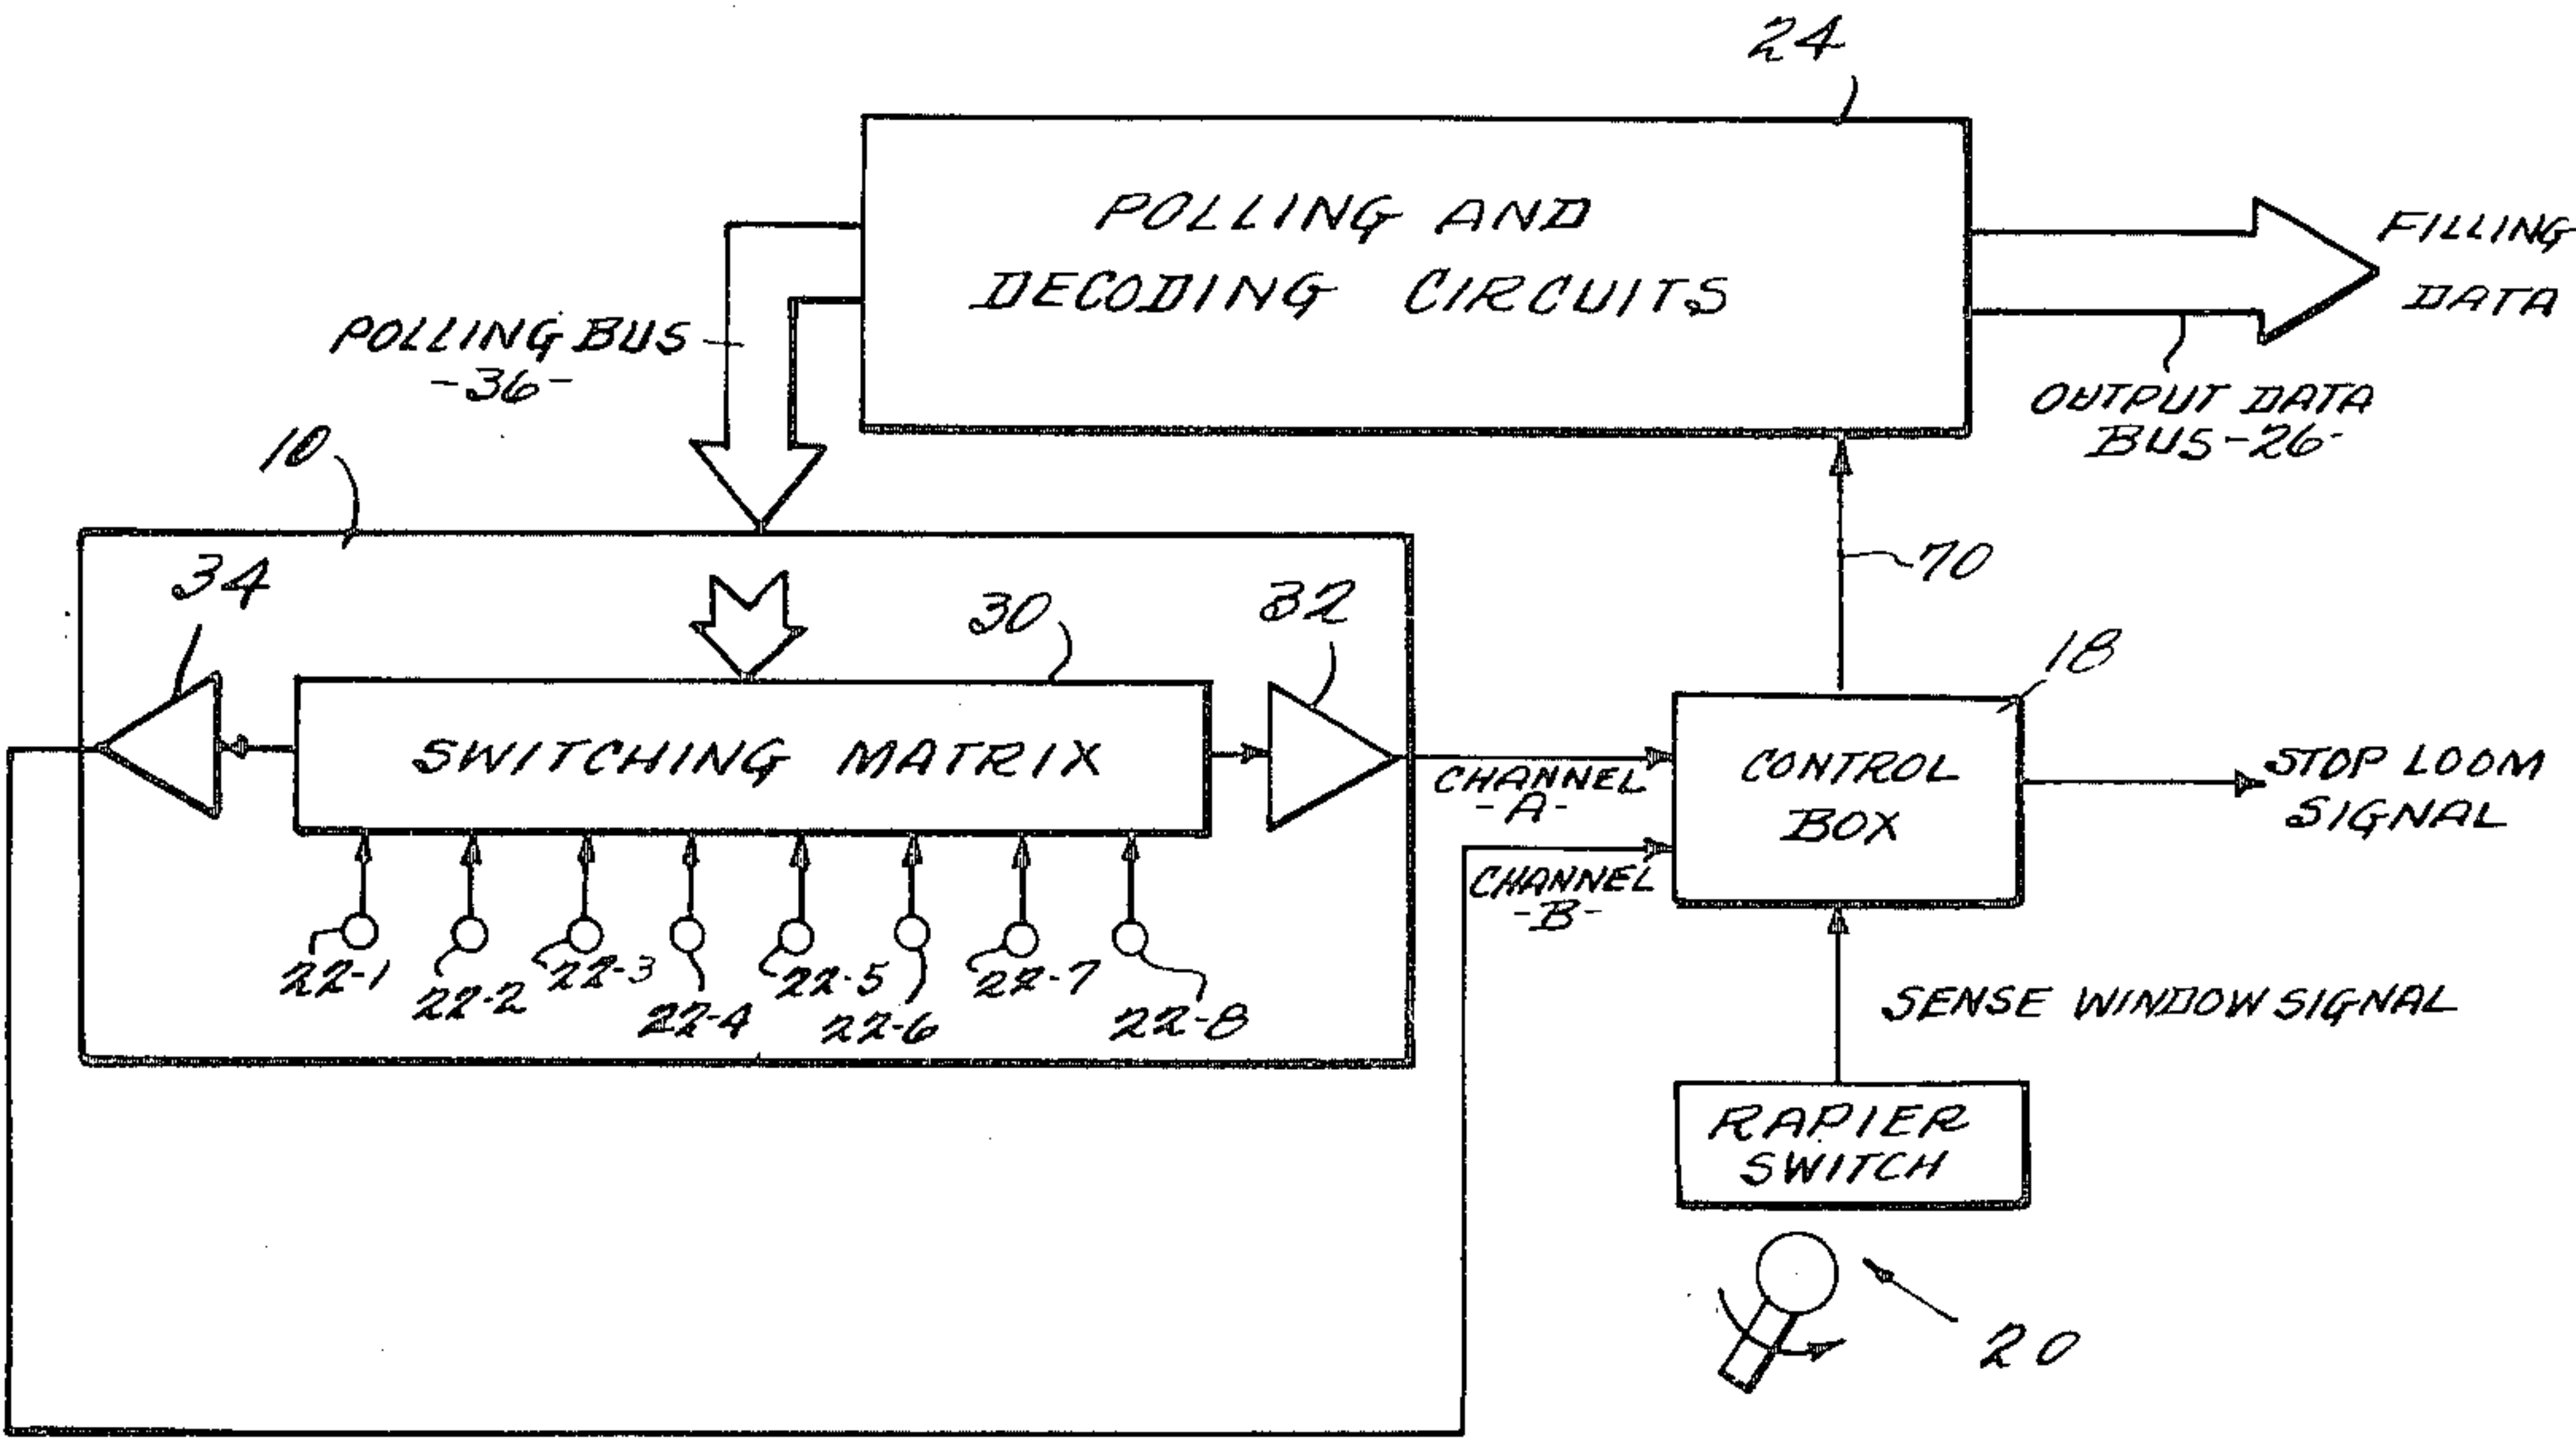 24
POLLING AND
DECODING CIRCUITS
FILLING
DATA
POLLING BUS
-36-
OUTPUT DATA
BUS-26-
10
70
34
30
32
18
SWITCHING MATRIX
CHANNEL
-A-
CONTROL
BOX
STOP LOOM
SIGNAL
CHANNEL
-B-
22-1
22-2
22-3
22-4
22-5
22-6
22-7
22-8
SENSE WINDOW SIGNAL
RAPIER
SWITCH
20